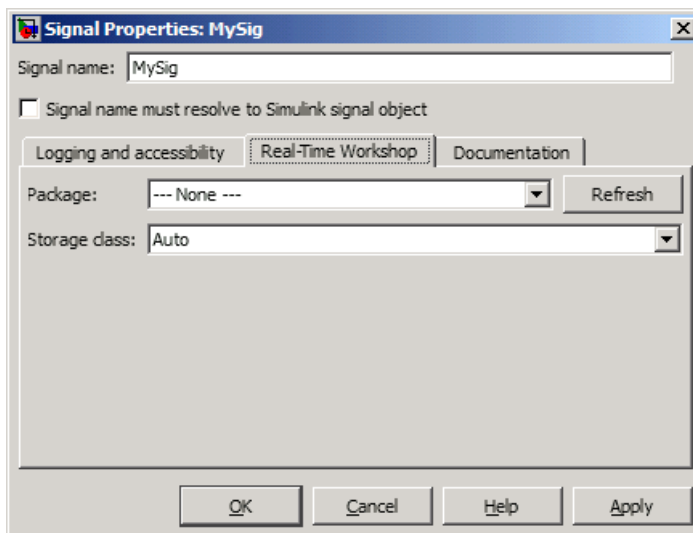 Signal Properties: MySig
Signal name: MySig
Signal name must resolve to Simulink signal object
Logging and accessibility Real-Time Workshop Documentation
Package: --- None --- Refresh
Storage class: Auto
OK Cancel Help Apply